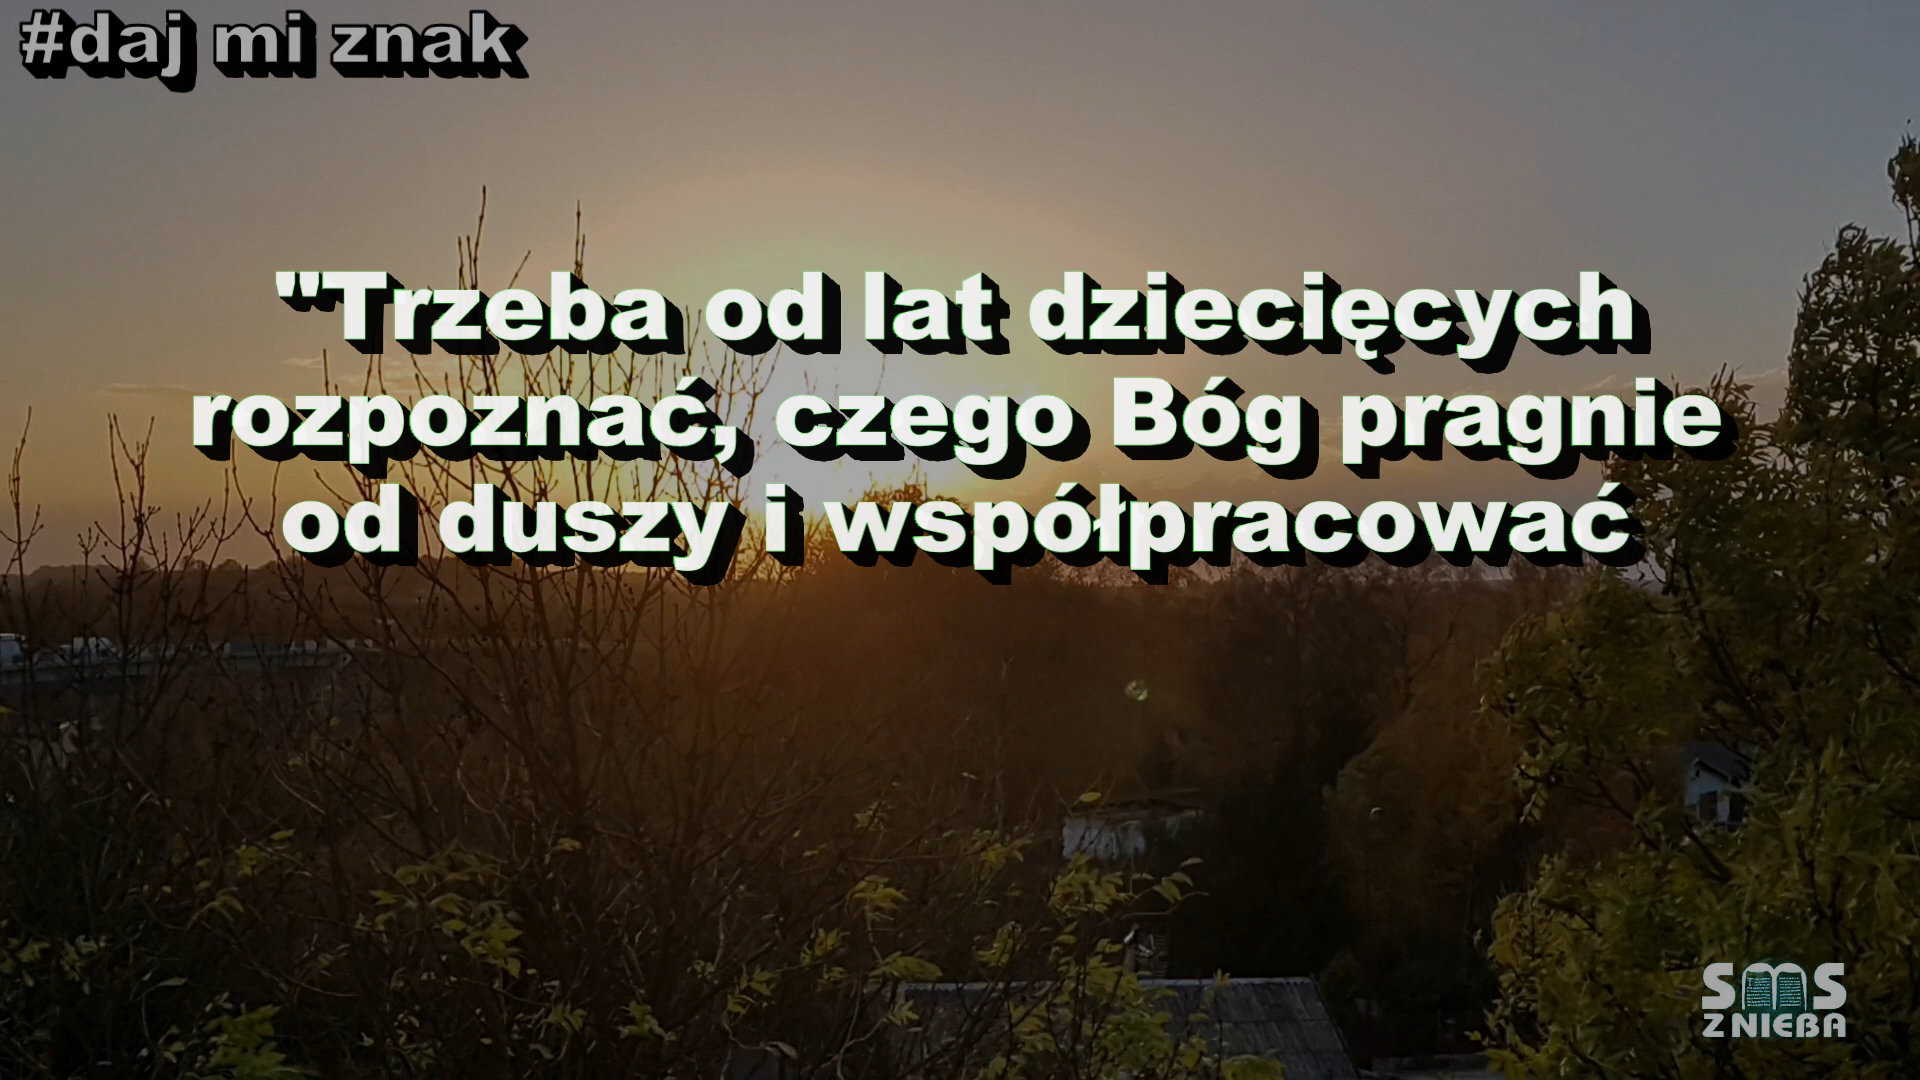 #daj mi znak
"Trzeba od lat dziecięcych
rozpoznać, czego Bóg pragnie
od duszy i współpracować
SMS
Z NIEBA